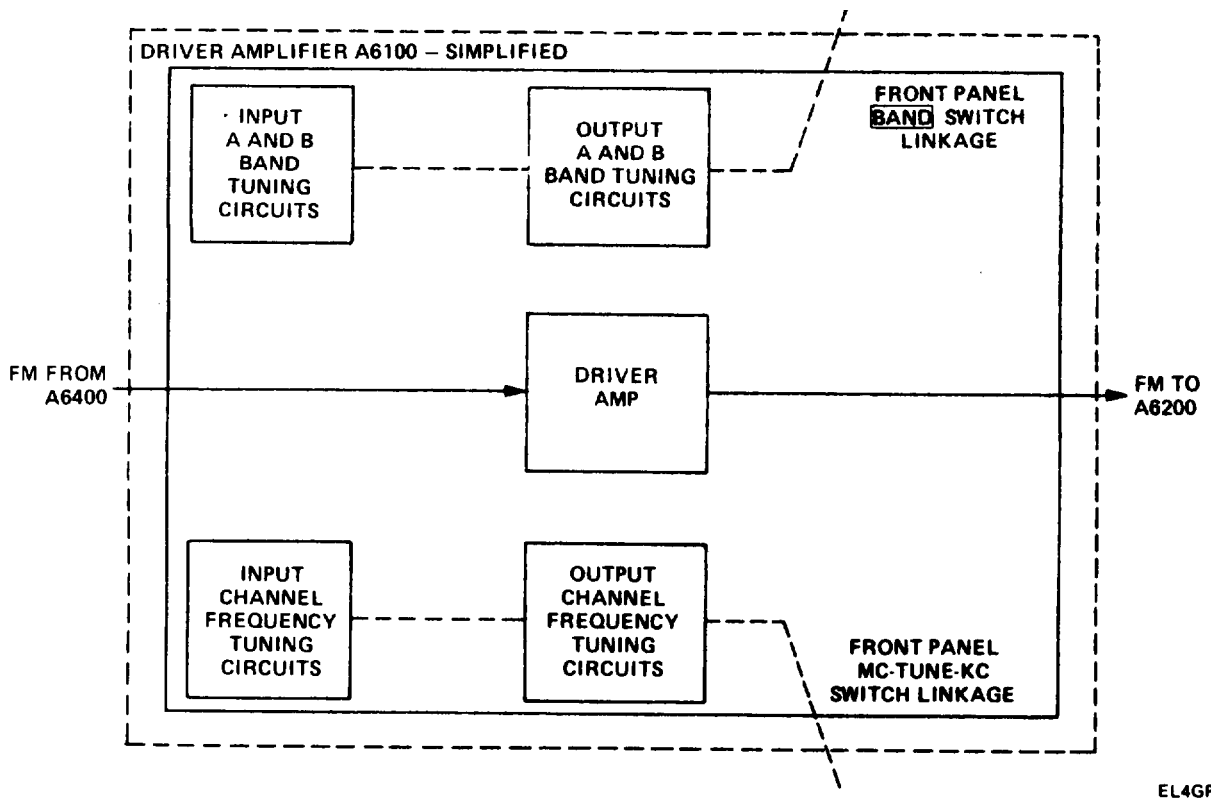 DRIVER AMPLIFIER A6100 – SIMPLIFIED
INPUT
A AND B
BAND
TUNING
CIRCUITS
OUTPUT
A AND B
BAND TUNING
CIRCUITS
FRONT PANEL
BAND SWITCH
LINKAGE
FM FROM
A6400
DRIVER
AMP
FM TO
A6200
INPUT
CHANNEL
FREQUENCY
TUNING
CIRCUITS
OUTPUT
CHANNEL
FREQUENCY
TUNING
CIRCUITS
FRONT PANEL
MC-TUNE-KC
SWITCH LINKAGE